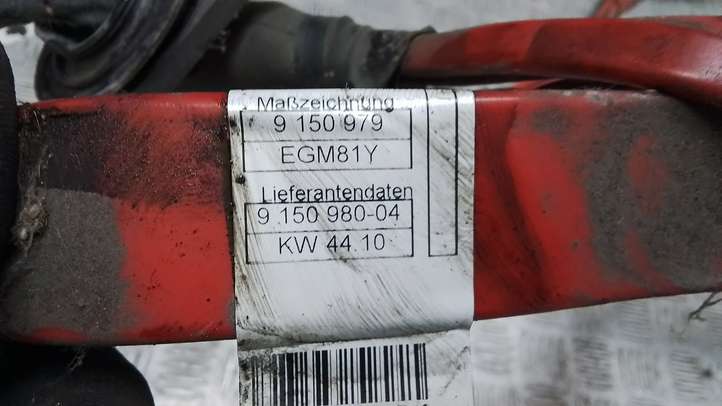 Maßzeichnung
9 150 979
EGM81Y
Lieferantendaten
9 150 980-04
KW 44.10